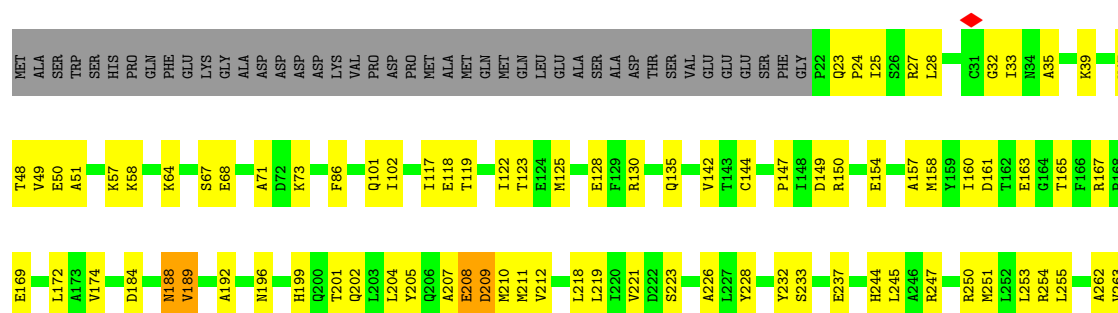 MET ALA SER TRP SER HIS PRO GLN PHE GLU LYS GLY ALA ASP ASP ASP ASP LYS VAL PRO ASP PRO MET ALA MET GLN MET GLN LEU GLU ALA SER ALA ASP THR SER VAL GLU GLU GLU SER PHE GLY P22 Q23 P24 I25 S26 R27 L28 C31 G32 I33 N34 A35 K39
T48 V49 E50 A51 K57 K58 K64 S67 E68 A71 D72 K73 F86 Q101 I102 I117 E118 T119 I122 T123 E124 M125 E128 F129 R130 Q135 V142 T143 C144 P147 I148 D149 R150 E154 A157 M158 Y159 I160 D161 T162 E163 G164 T165 F166 R167
E169 L172 A173 V174 D184 N188 V189 A192 N196 H199 Q200 T201 Q202 L203 L204 Y205 Q206 A207 E208 D209 M210 M211 V212 L218 L219 I220 V221 D222 S223 A226 L227 Y228 Y232 S233 E237 H244 L245 A246 R247 R250 M251 L252 L253 R254 L255 A262